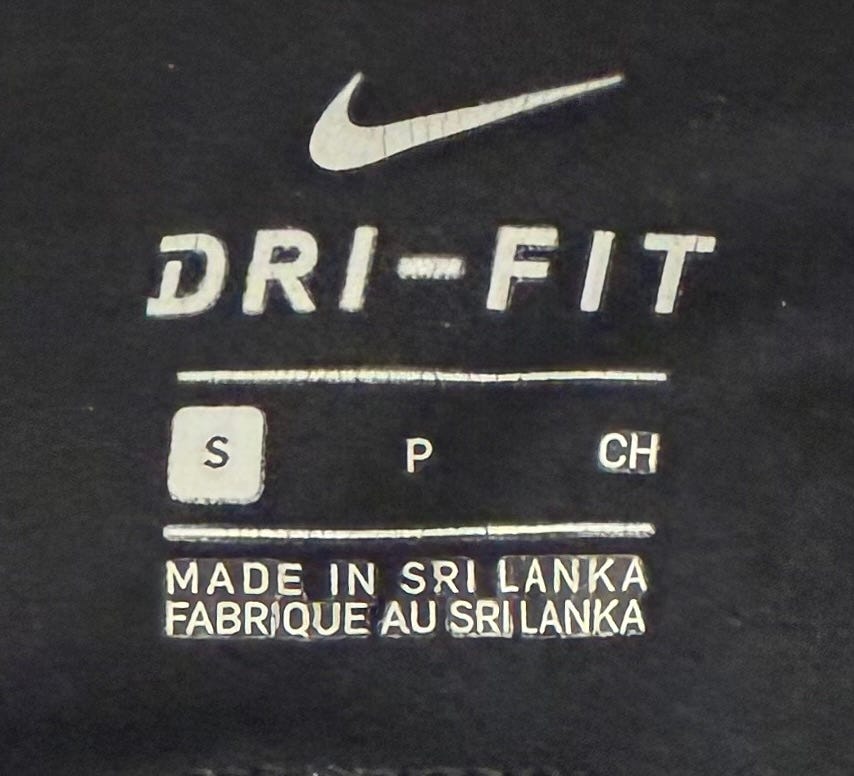 DRI-FIT
S P CH
MADE IN SRI LANKA
FABRIQUE AU SRI LANKA